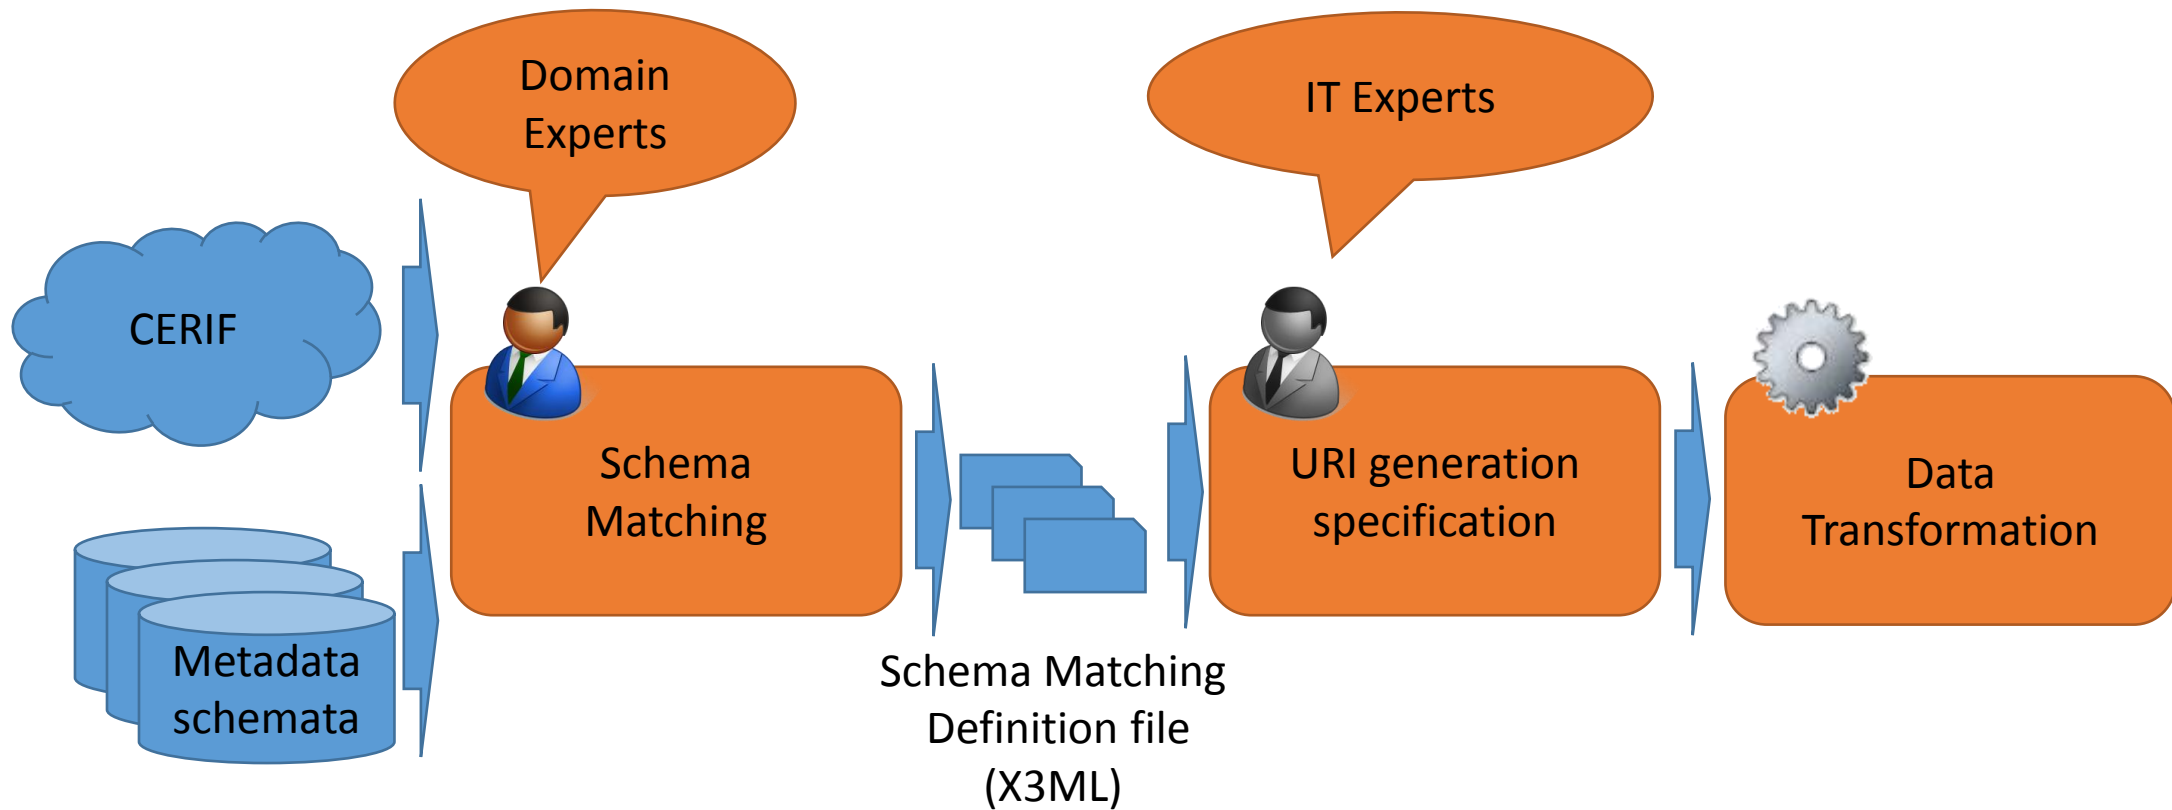 Domain
Experts
IT Experts
CERIF
Metadata
schemata
Schema
Matching
Schema Matching
Definition file
(X3ML)
URI generation
specification
Data
Transformation